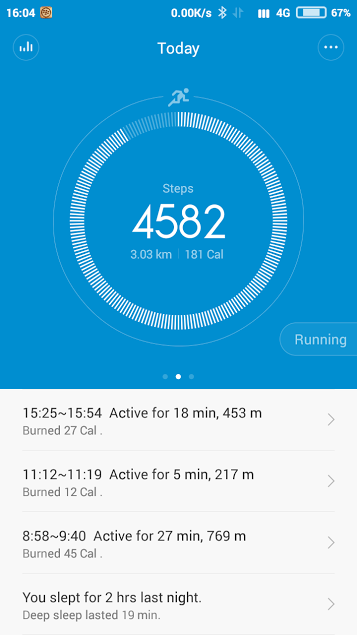 16:04 0.00K/s 4G 67%
Today
Steps
4582
3.03 km 181 Cal
Running
15:25~15:54 Active for 18 min, 453 m
Burned 27 Cal .
11:12~11:19 Active for 5 min, 217 m
Burned 12 Cal .
8:58~9:40 Active for 27 min, 769 m
Burned 45 Cal .
You slept for 2 hrs last night.
Deep sleep lasted 19 min.